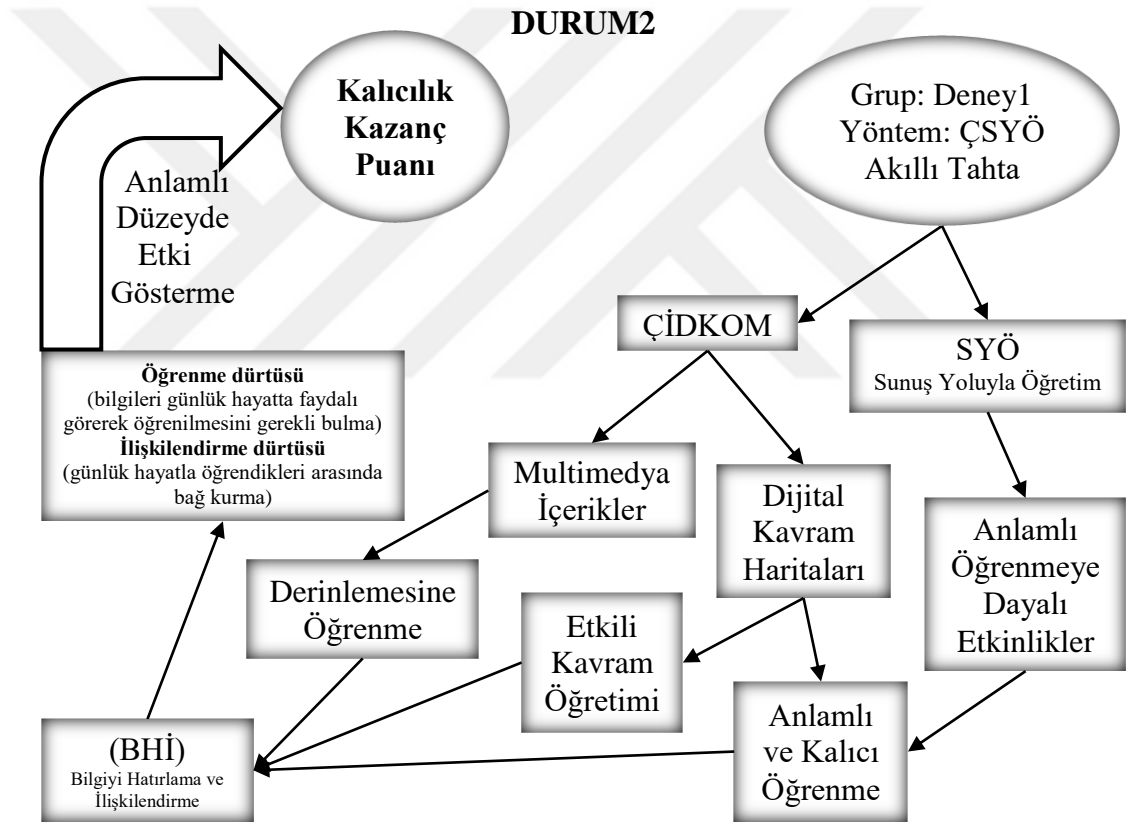 DURUM2
Kalıcılık
Kazanç
Puanı
Grup: Deney1
Yöntem: ÇSYÖ
Akıllı Tahta
Anlamlı
Düzeyde
Etki
Gösterme
ÇİDKOM
SYÖ
Sunuş Yoluyla Öğretim
Öğrenme dürtüsü
(bilgileri günlük hayatta faydalı
görerek öğrenilmesini gerekli bulma)
İlişkilendirme dürtüsü
(günlük hayatla öğrendikleri arasında
bağ kurma)
Multimedya
İçerikler
Dijital
Kavram
Haritaları
Anlamlı
Öğrenmeye
Dayalı
Etkinlikler
Derinlemesine
Öğrenme
Etkili
Kavram
Öğretimi
Anlamlı
ve Kalıcı
Öğrenme
(BHİ)
Bilgiyi Hatırlama ve
İlişkilendirme